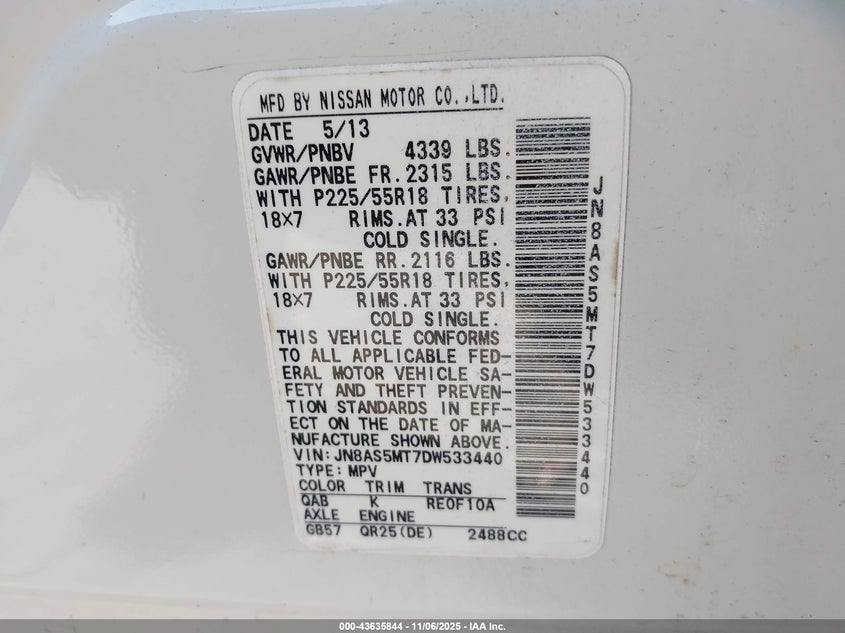 MFD BY NISSAN MOTOR CO.,LTD.
DATE 5/13
GVWR/PNBV 4339 LBS.
GAWR/PNBE FR.2315 LBS.
WITH P225/55R18 TIRES,
18X7 RIMS.AT 33 PSI
COLD SINGLE.
GAWR/PNBE RR.2116 LBS.
WITH P225/55R18 TIRES,
18X7 RIMS.AT 33 PSI
COLD SINGLE.
THIS VEHICLE CONFORMS
TO ALL APPLICABLE FED-
ERAL MOTOR VEHICLE SA-
FETY AND THEFT PREVEN-
TION STANDARDS IN EFF-
ECT ON THE DATE OF MA-
NUFACTURE SHOWN ABOVE.
VIN:JN8AS5MT7DW533440
TYPE:MPV
COLOR TRIM TRANS
QAB K RE0F10A
AXLE ENGINE
GB57 QR25(DE) 2488CC
JN8AS5MT7DW533440
000-43635844 - 11/06/2025 - IAA Inc.